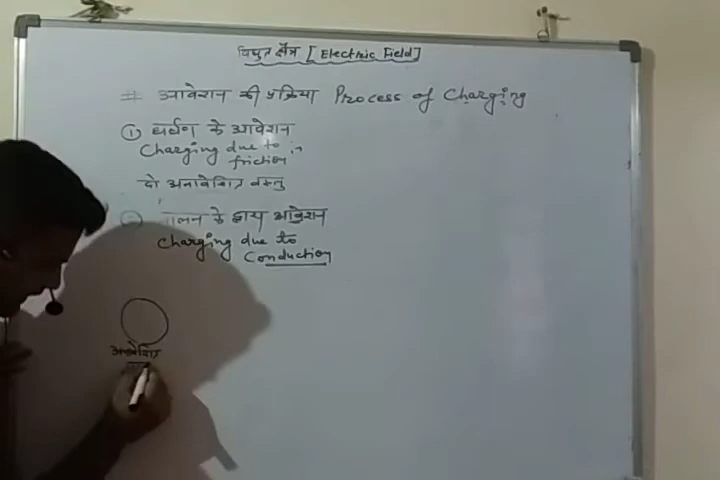 विधुत क्षेत्र [Electric Field]
# आवेशन की प्रक्रिया Process of Charging
① घर्षण के आवेशन
Charging due to in
friction
दो अनावेशित वस्तु
चालन के द्वारा आवेशन
Charging due to
Conduction